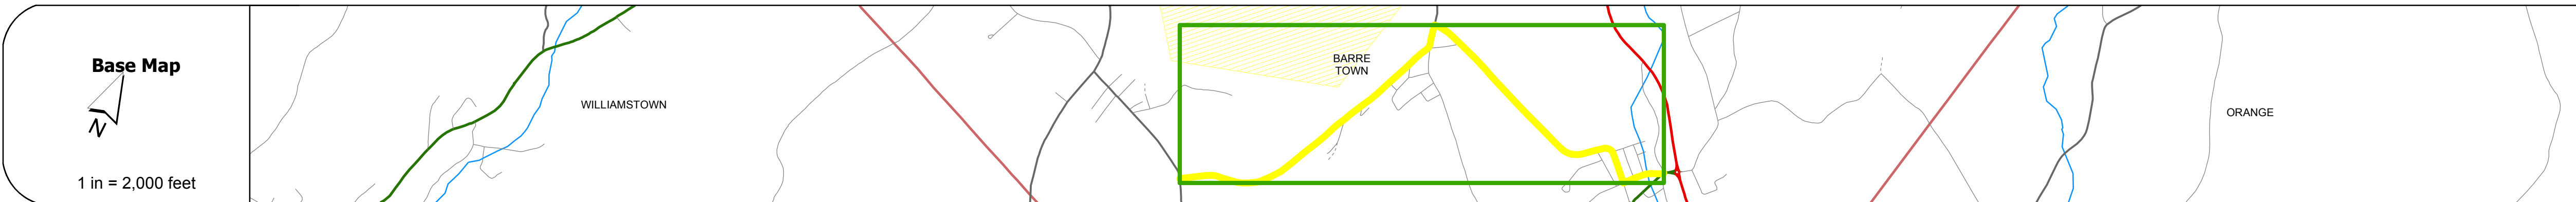 Base Map
N
1 in = 2,000 feet
WILLIAMSTOWN
BARRE
TOWN
ORANGE